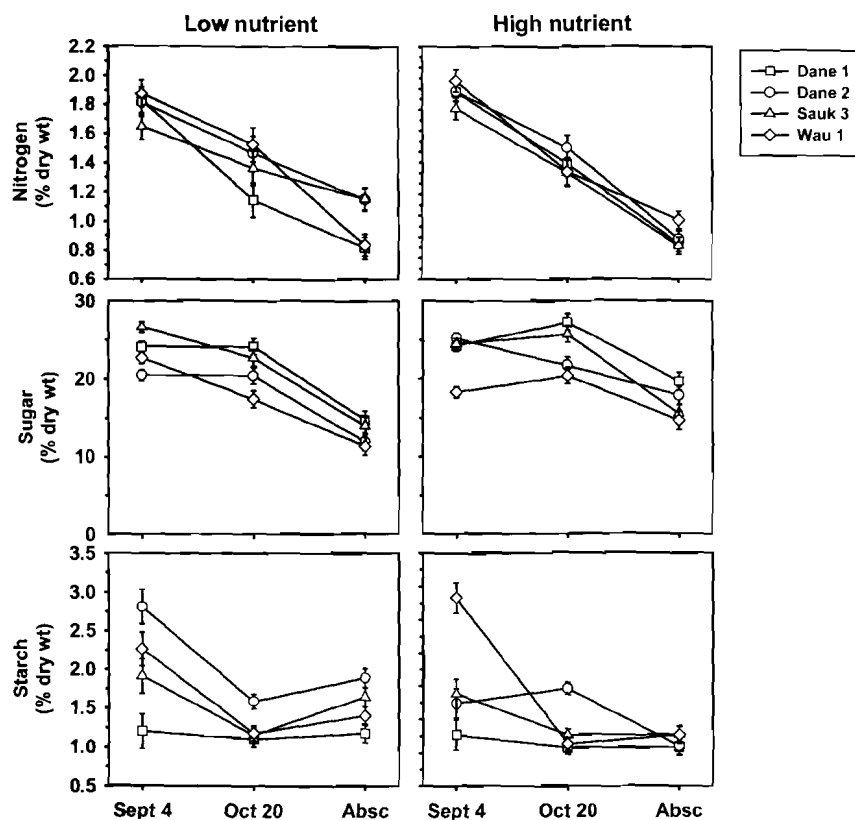 Low nutrient
High nutrient
Nitrogen
(% dry wt)
2.2
2.0
1.8
1.6
1.4
1.2
1.0
0.8
0.6
Dane 1
Dane 2
Sauk 3
Wau 1
Sugar
(% dry wt)
30
20
10
0
Starch
(% dry wt)
3.5
3.0
2.5
2.0
1.5
1.0
0.5
Sept 4
Oct 20
Absc
Sept 4
Oct 20
Absc